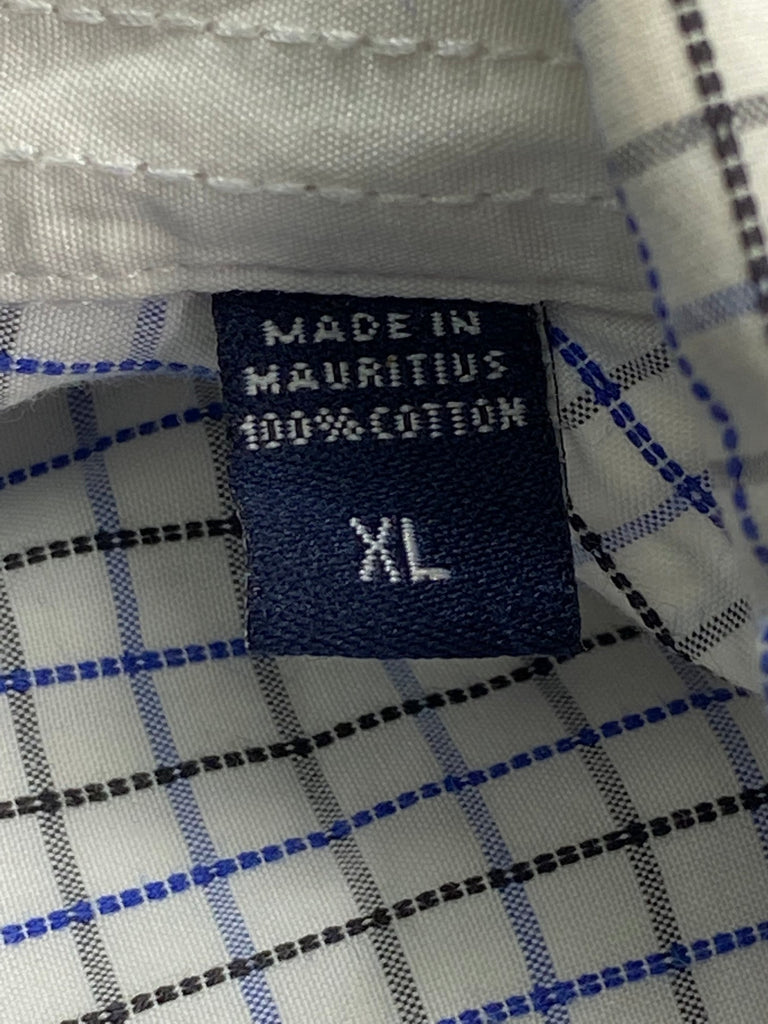 MADE IN
MAURITIUS
100% COTTON
XL